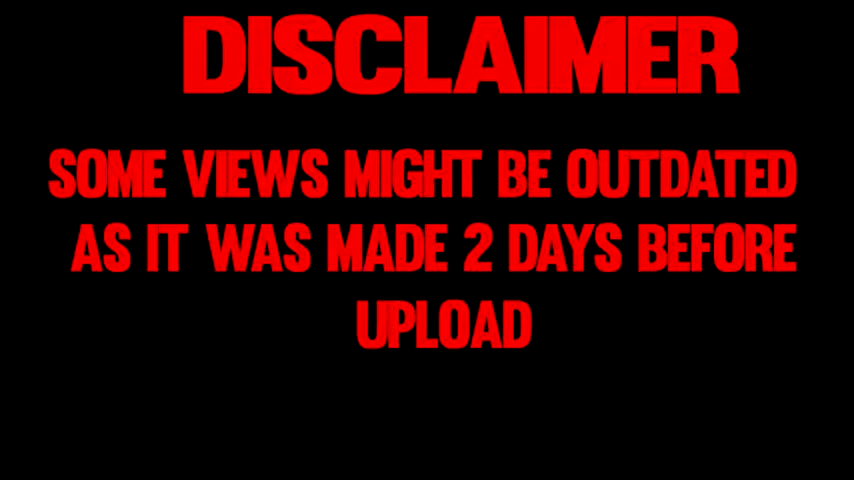 DISCLAIMER
SOME VIEWS MIGHT BE OUTDATED
AS IT WAS MADE 2 DAYS BEFORE
UPLOAD